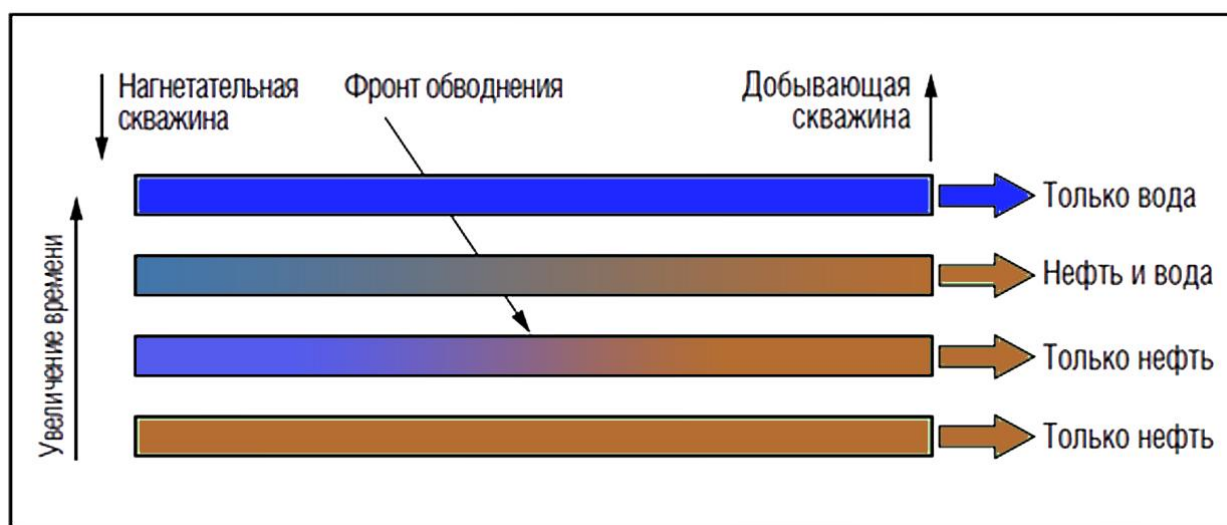 Нагнетательная
скважина
Фронт обводнения
Добывающая
скважина
Только вода
Нефть и вода
Только нефть
Только нефть
Увеличение времени